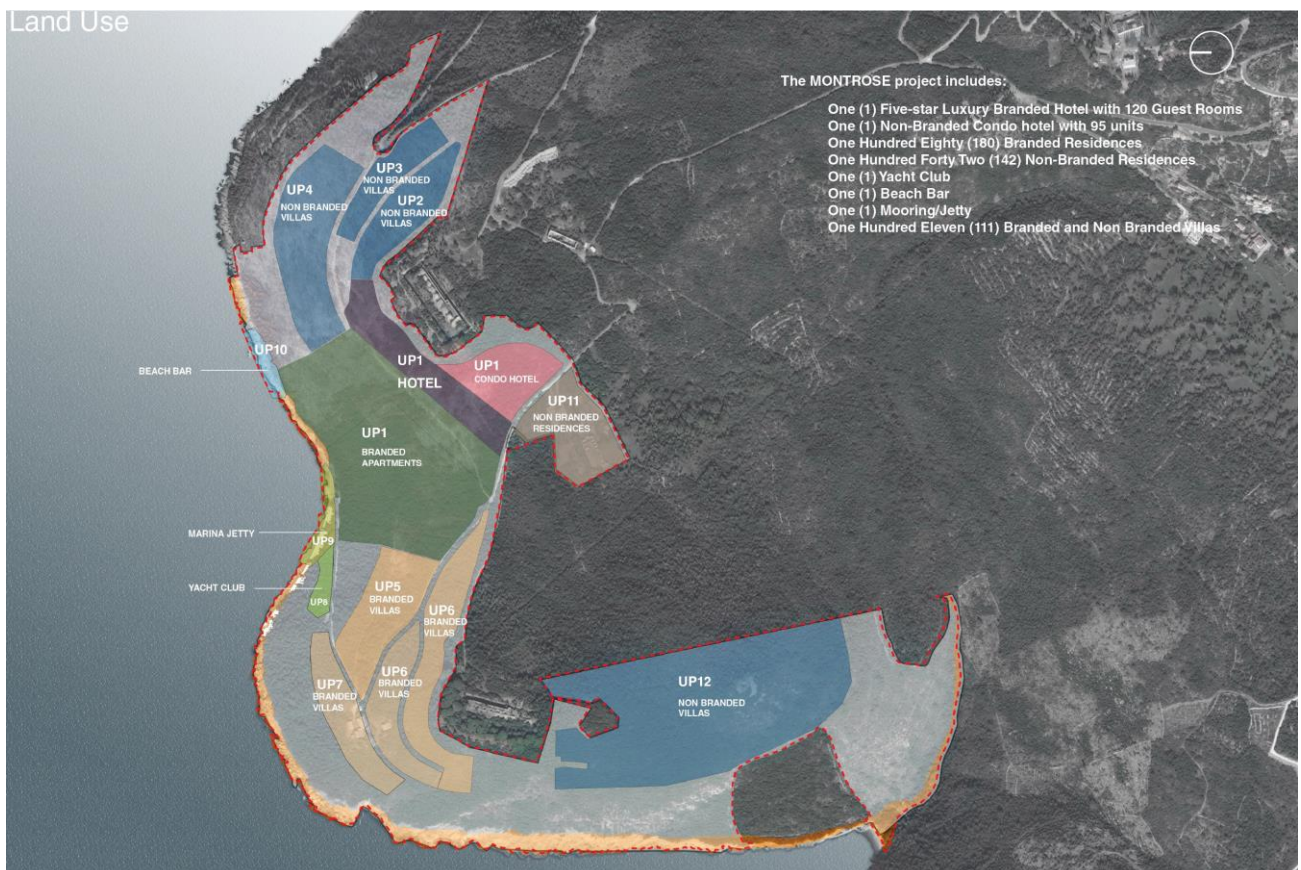 Land Use
The MONTROSE project includes:
One (1) Five-star Luxury Branded Hotel with 120 Guest Rooms
One (1) Non-Branded Condo hotel with 95 units
One Hundred Eighty (180) Branded Residences
One Hundred Forty Two (142) Non-Branded Residences
One (1) Yacht Club
One (1) Beach Bar
One (1) Mooring/Jetty
One Hundred Eleven (111) Branded and Non Branded Villas
UP3
NON BRANDED
VILLAS
UP4
NON BRANDED
VILLAS
UP2
NON BRANDED
VILLAS
UP10
BEACH BAR
UP1
HOTEL
UP1
CONDO HOTEL
UP11
NON BRANDED
RESIDENCES
UP1
BRANDED
APARTMENTS
MARINA JETTY
UP9
YACHT CLUB
UP8
UP5
BRANDED
VILLAS
UP6
BRANDED
VILLAS
UP6
BRANDED
VILLAS
UP7
BRANDED
VILLAS
UP12
NON BRANDED
VILLAS